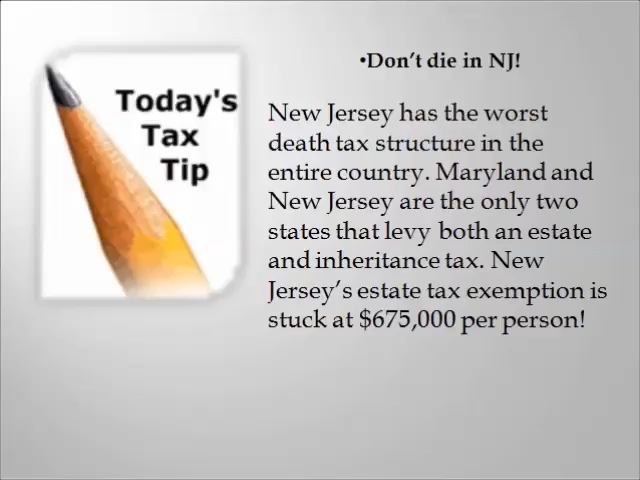 Today's
Tax
Tip
•Don’t die in NJ!
New Jersey has the worst
death tax structure in the
entire country. Maryland and
New Jersey are the only two
states that levy both an estate
and inheritance tax. New
Jersey’s estate tax exemption is
stuck at $675,000 per person!